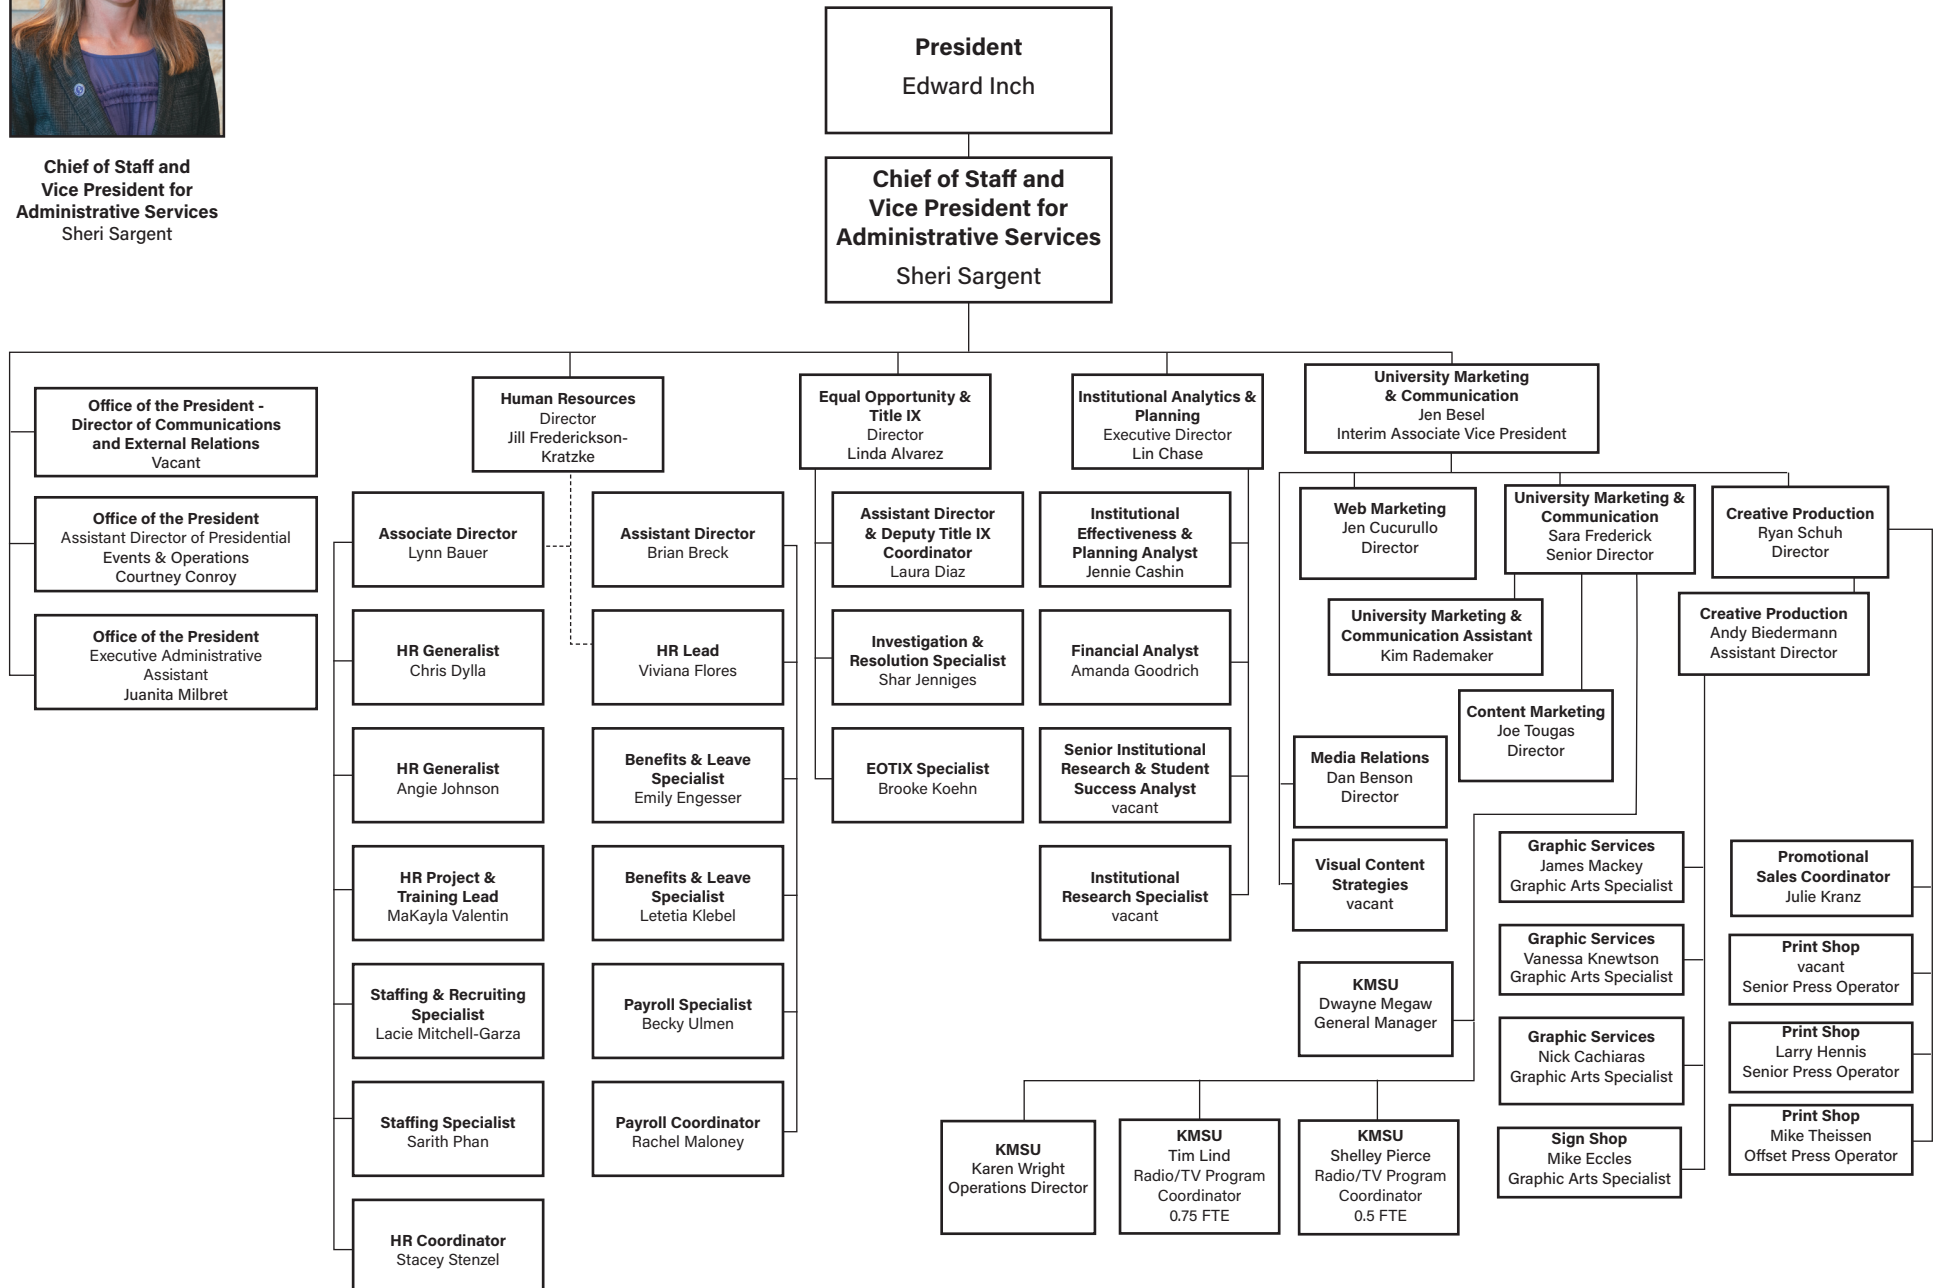 Chief of Staff and
Vice President for
Administrative Services
Sheri Sargent
President
Edward Inch
Chief of Staff and
Vice President for
Administrative Services
Sheri Sargent
Office of the President -
Director of Communications
and External Relations
Vacant
Office of the President
Assistant Director of Presidential
Events & Operations
Courtney Conroy
Office of the President
Executive Administrative
Assistant
Juanita Milbret
Human Resources
Director
Jill Frederickson-
Kratzke
Associate Director
Lynn Bauer
HR Generalist
Chris Dylla
HR Generalist
Angie Johnson
HR Project &
Training Lead
MaKayla Valentin
Staffing & Recruiting
Specialist
Lacie Mitchell-Garza
Staffing Specialist
Sarith Phan
HR Coordinator
Stacey Stenzel
Assistant Director
Brian Breck
HR Lead
Viviana Flores
Benefits & Leave
Specialist
Emily Engesser
Benefits & Leave
Specialist
Letetia Klebel
Payroll Specialist
Becky Ulmen
Payroll Coordinator
Rachel Maloney
Equal Opportunity &
Title IX
Director
Linda Alvarez
Assistant Director
& Deputy Title IX
Coordinator
Laura Diaz
Investigation &
Resolution Specialist
Shar Jenniges
EOTIX Specialist
Brooke Koehn
Institutional Analytics &
Planning
Executive Director
Lin Chase
Institutional
Effectiveness &
Planning Analyst
Jennie Cashin
Financial Analyst
Amanda Goodrich
Senior Institutional
Research & Student
Success Analyst
vacant
Institutional
Research Specialist
vacant
University Marketing
& Communication
Jen Besel
Interim Associate Vice President
Web Marketing
Jen Cucurullo
Director
University Marketing &
Communication
Sara Frederick
Senior Director
Creative Production
Ryan Schuh
Director
University Marketing &
Communication Assistant
Kim Rademaker
Creative Production
Andy Biedermann
Assistant Director
Content Marketing
Joe Tougas
Director
Media Relations
Dan Benson
Director
Visual Content
Strategies
vacant
KMSU
Dwayne Megaw
General Manager
KMSU
Karen Wright
Operations Director
KMSU
Tim Lind
Radio/TV Program
Coordinator
0.75 FTE
KMSU
Shelley Pierce
Radio/TV Program
Coordinator
0.5 FTE
Graphic Services
James Mackey
Graphic Arts Specialist
Graphic Services
Vanessa Knewtson
Graphic Arts Specialist
Graphic Services
Nick Cachiaras
Graphic Arts Specialist
Sign Shop
Mike Eccles
Graphic Arts Specialist
Promotional
Sales Coordinator
Julie Kranz
Print Shop
vacant
Senior Press Operator
Print Shop
Larry Hennis
Senior Press Operator
Print Shop
Mike Theissen
Offset Press Operator